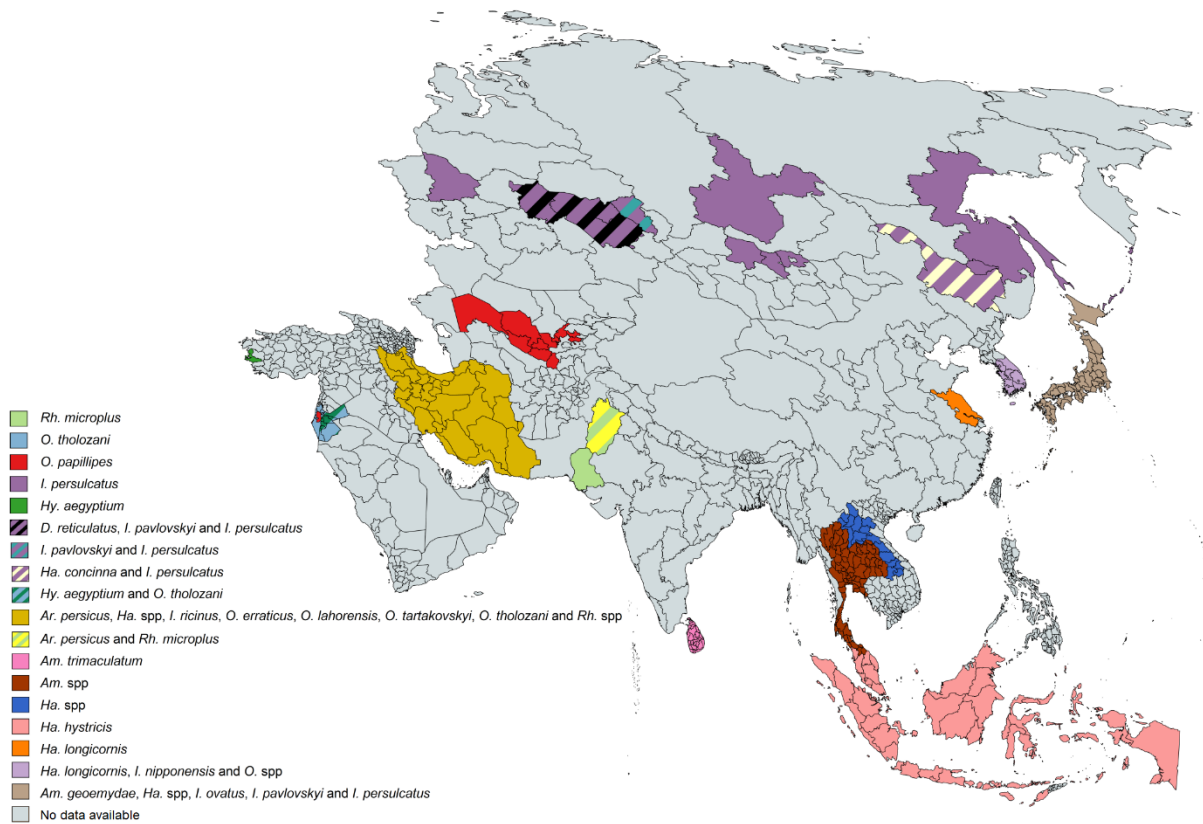 Rh. microplus
O. tholozani
O. papillipes
I. persulcatus
Hy. aegyptium
D. reticulatus, I. pavlovskyi and I. persulcatus
I. pavlovskyi and I. persulcatus
Ha. concinna and I. persulcatus
Hy. aegyptium and O. tholozani
Ar. persicus, Ha. spp, I. ricinus, O. erraticus, O. lahorensis, O. tartakovskyi, O. tholozani and Rh. spp
Ar. persicus and Rh. microplus
Am. trimaculatum
Am. spp
Ha. spp
Ha. hystricis
Ha. longicornis
Ha. longicornis, I. nipponensis and O. spp
Am. geoemydae, Ha. spp, I. ovatus, I. pavlovskyi and I. persulcatus
No data available